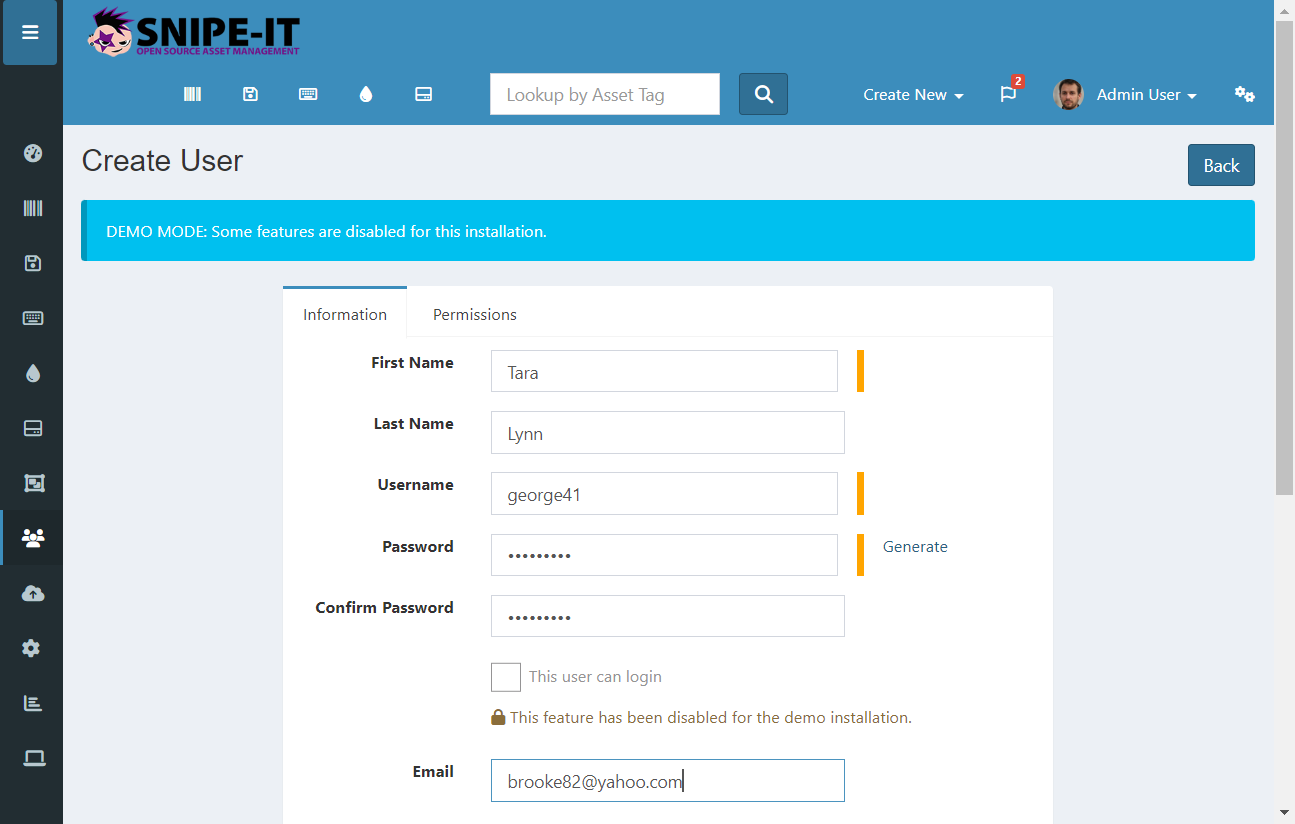 SNIPE-IT
OPEN SOURCE ASSET MANAGEMENT
Lookup by Asset Tag
Create New
2
Admin User
Create User
Back
DEMO MODE: Some features are disabled for this installation.
Information
Permissions
First Name
Tara
Last Name
Lynn
Username
george41
Password
•••••••••
Generate
Confirm Password
•••••••••
This user can login
This feature has been disabled for the demo installation.
Email
brooke82@yahoo.com